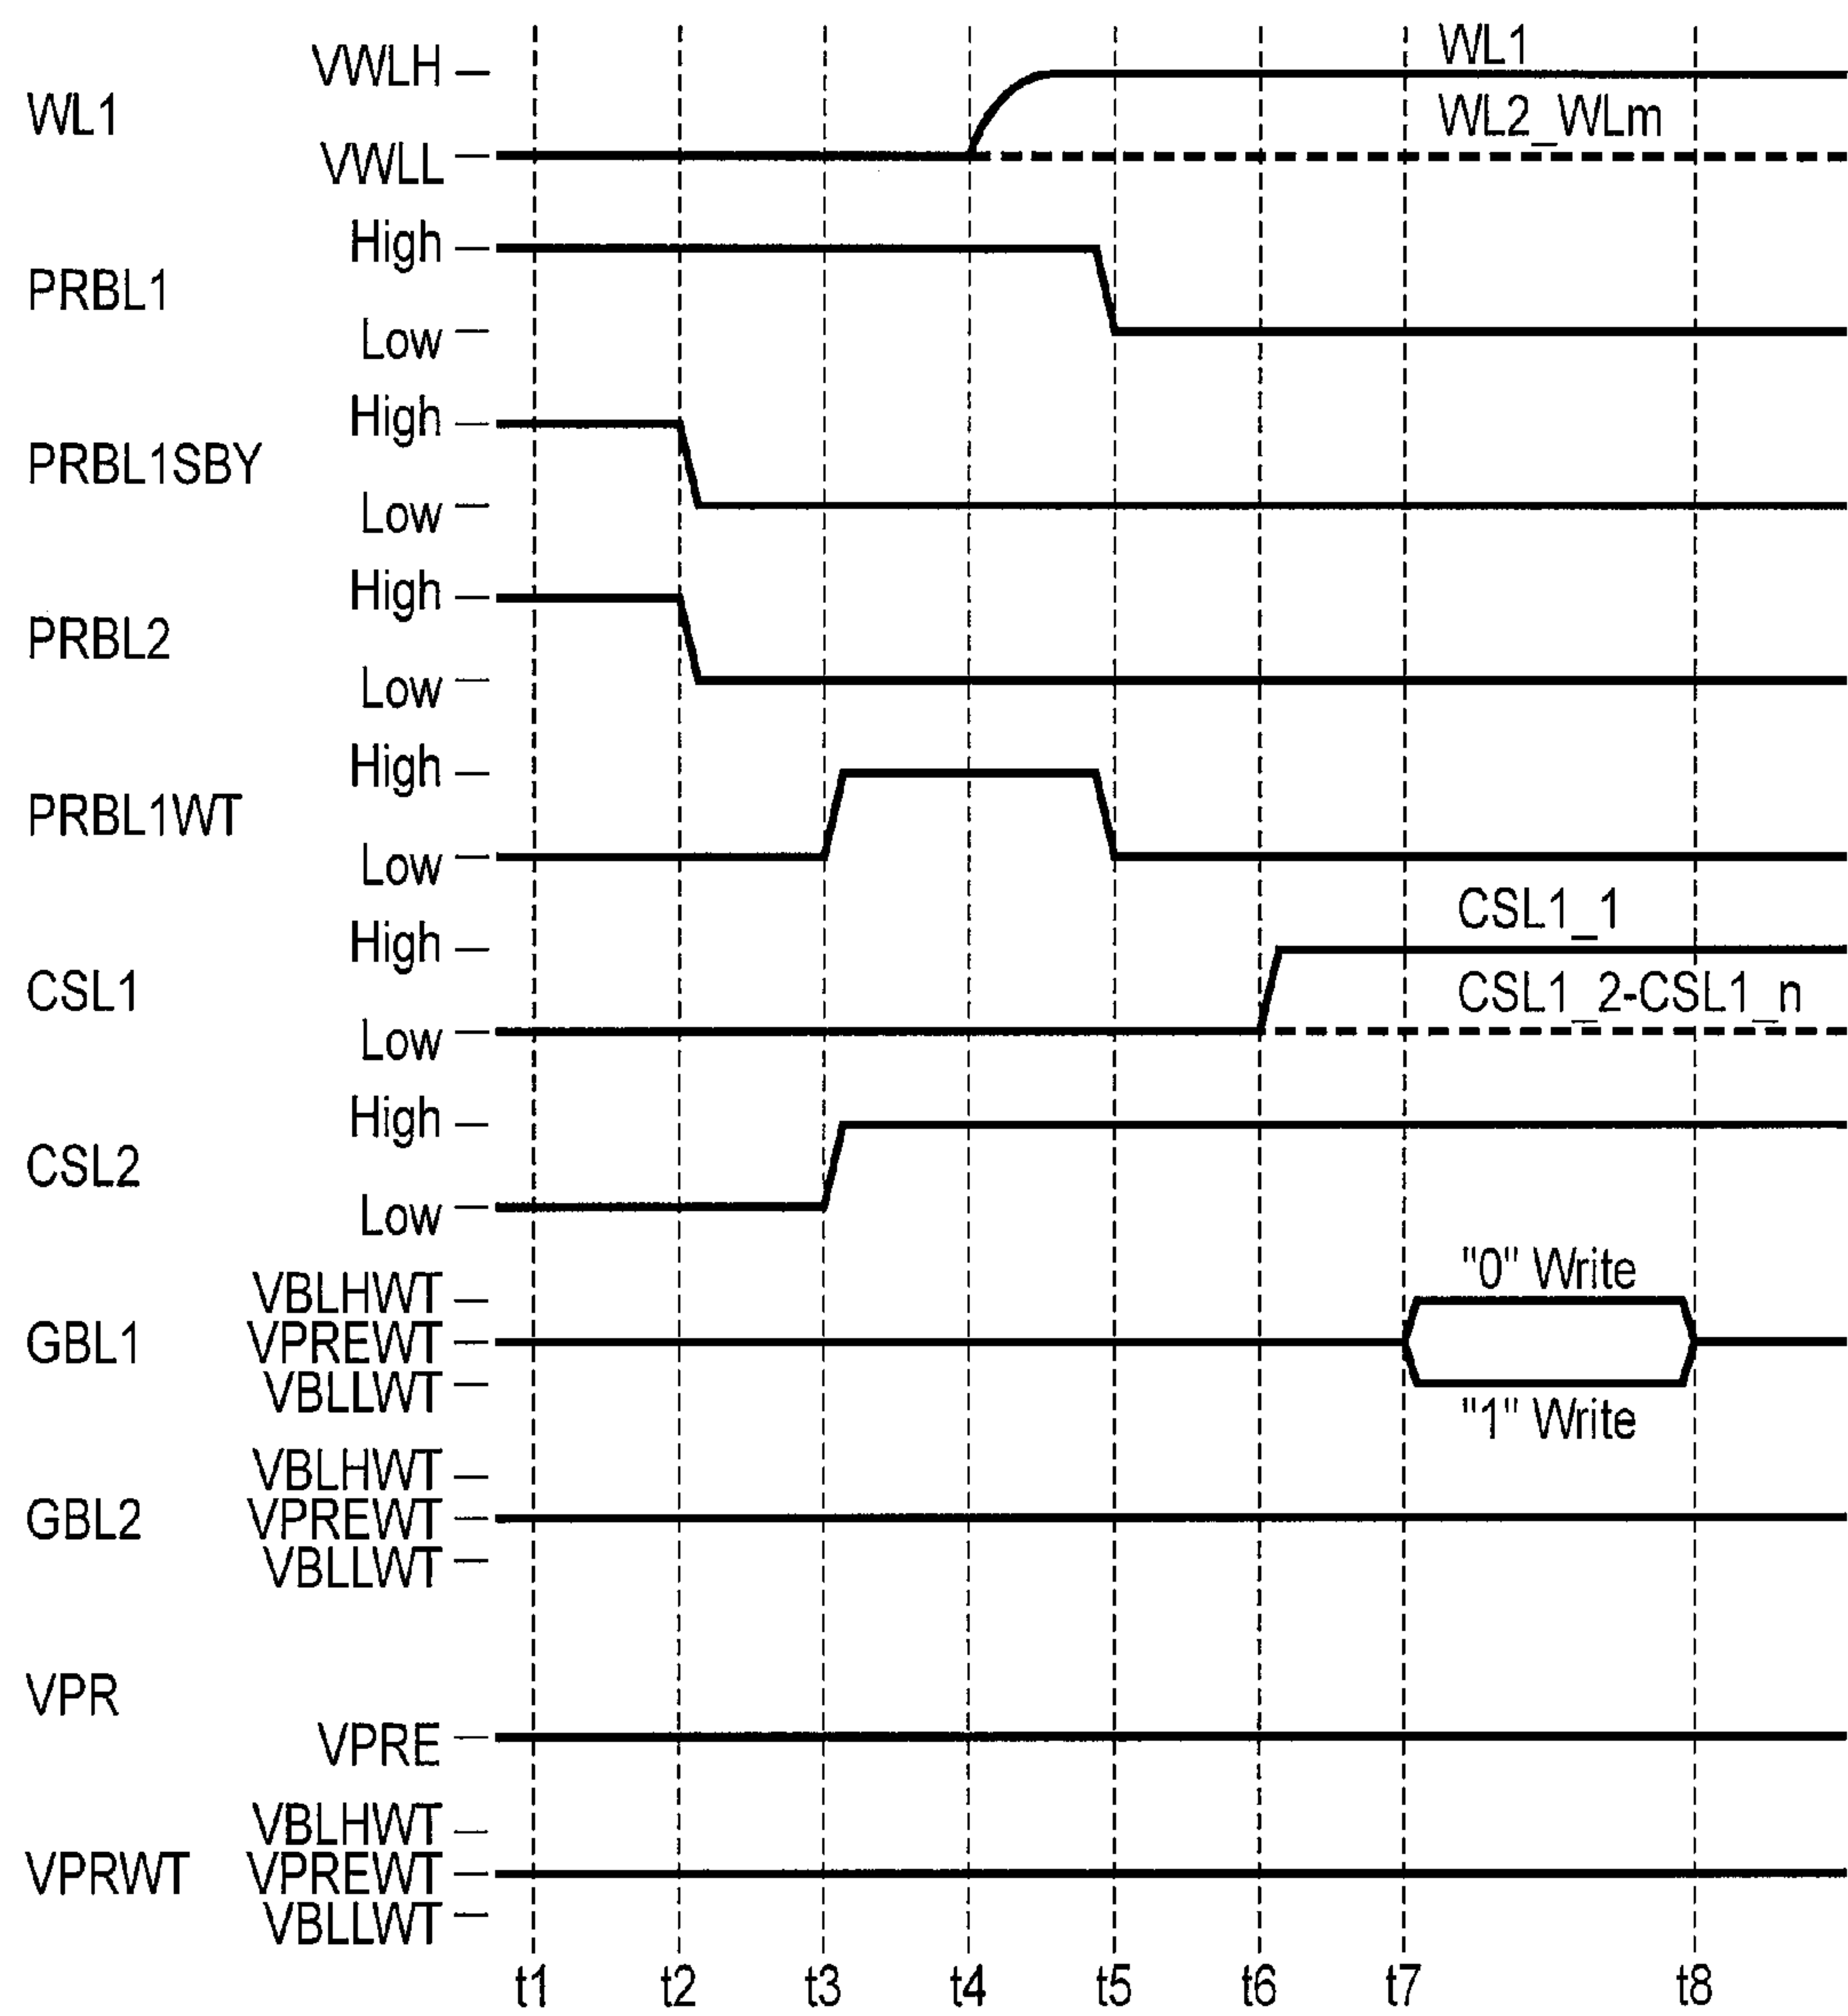 VWLH WL1
WL1 WL2_WLm
VWLL
High
PRBL1
Low
High
PRBL1SBY
Low
High
PRBL2
Low
High
PRBL1WT
Low
CSL1_1
High
CSL1 CSL1_2-CSL1_n
Low
High
CSL2
Low
"0" Write
VBLHWT
GBL1 VPREWT
VBLLWT
"1" Write
VBLHWT
GBL2 VPREWT
VBLLWT
VPR
VPRE
VBLHWT
VPRWT VPREWT
VBLLWT
t1 t2 t3 t4 t5 t6 t7 t8